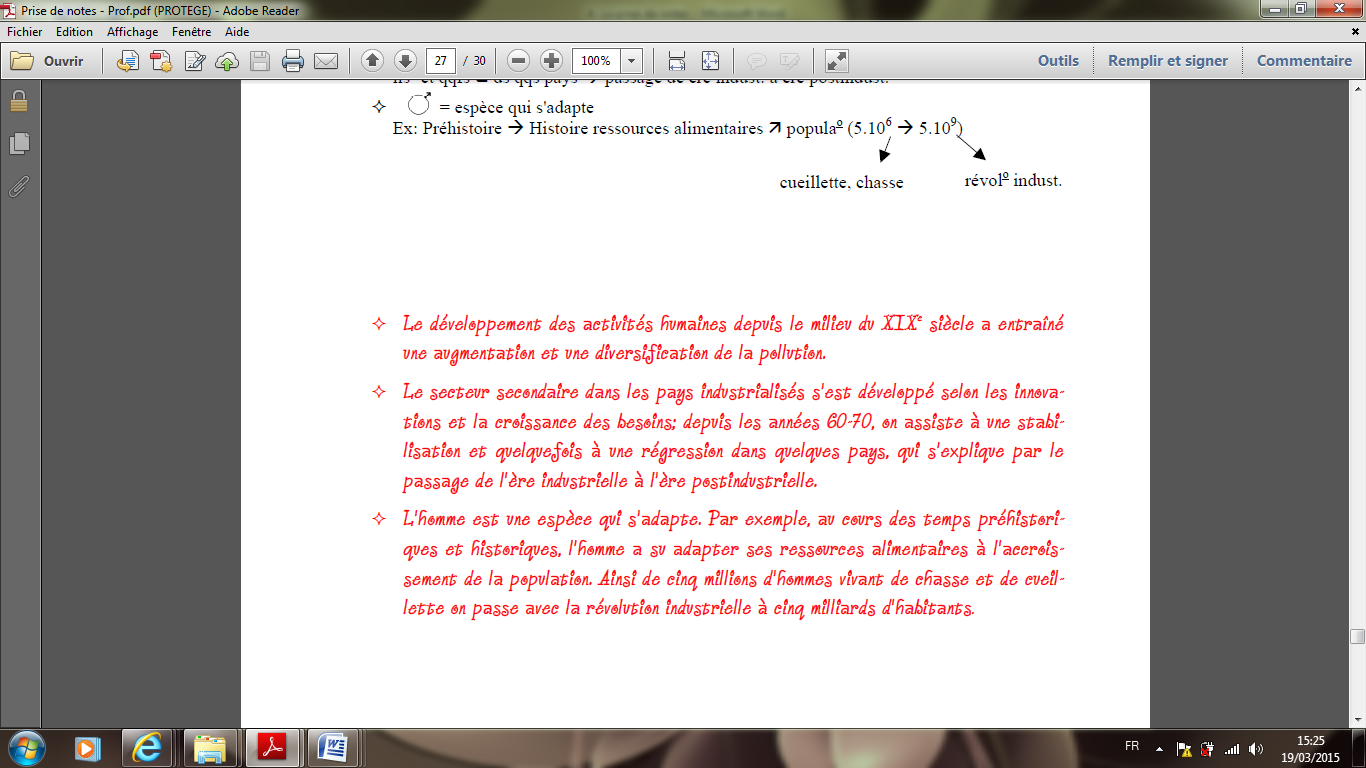 Prise de notes - Prof.pdf (PROTEGE) - Adobe Reader
Fichier Edition Affichage Fenêtre Aide
Ouvrir 27 / 30 100% Outils Remplir et signer Commentaire
passage de ère indust. à ère postindust.
= espèce qui s'adapte
Ex: Préhistoire → Histoire ressources alimentaires ↗ populaº (5.10⁶ → 5.10⁹)
cueillette, chasse révolº indust.
Le développement des activités humaines depuis le milieu du XIXᵉ siècle a entraîné
une augmentation et une diversification de la pollution.
Le secteur secondaire dans les pays industrialisés s'est développé selon les innova-
tions et la croissance des besoins; depuis les années 60-70, on assiste à une stabi-
lisation et quelquefois à une régression dans quelques pays, qui s'explique par le
passage de l'ère industrielle à l'ère postindustrielle.
L'homme est une espèce qui s'adapte. Par exemple, au cours des temps préhistori-
ques et historiques, l'homme a su adapter ses ressources alimentaires à l'accrois-
sement de la population. Ainsi de cinq millions d'hommes vivant de chasse et de cueil-
lette on passe avec la révolution industrielle à cinq milliards d'habitants.
FR 15:25
19/03/2015